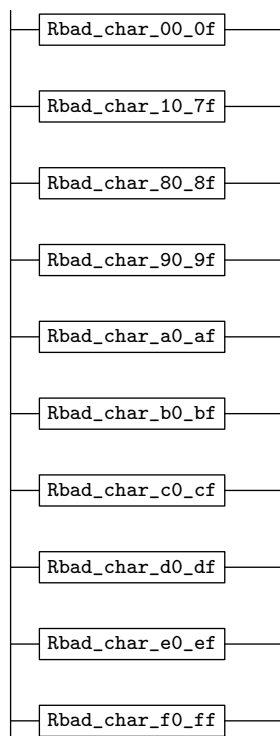 Rbad_char_00_0f
Rbad_char_10_7f
Rbad_char_80_8f
Rbad_char_90_9f
Rbad_char_a0_af
Rbad_char_b0_bf
Rbad_char_c0_cf
Rbad_char_d0_df
Rbad_char_e0_ef
Rbad_char_f0_ff